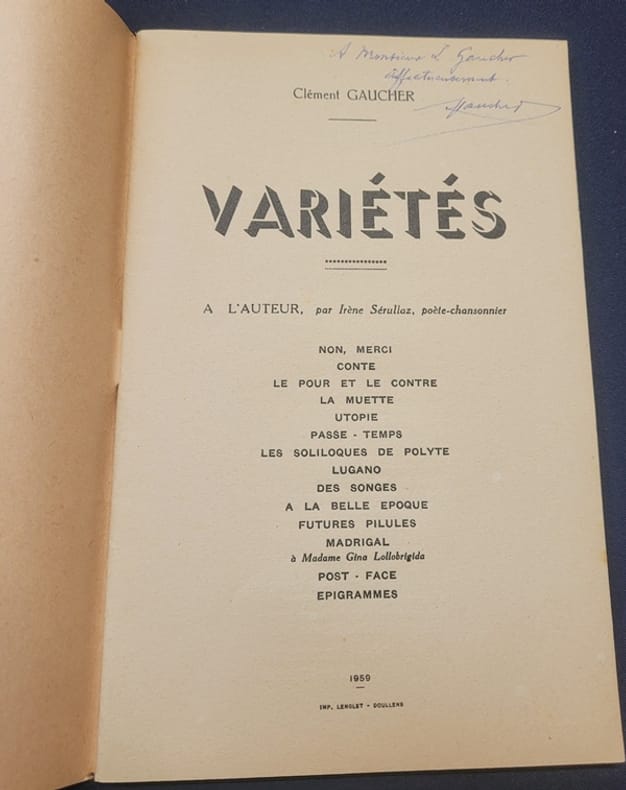 A Monsieur L Gaucher
affectueusement.
Gaucher
Clément GAUCHER
VARIÉTÉS
A L'AUTEUR, par Irène Sérullaz, poète-chansonnier
NON, MERCI
CONTE
LE POUR ET LE CONTRE
LA MUETTE
UTOPIE
PASSE - TEMPS
LES SOLILOQUES DE POLYTE
LUGANO
DES SONGES
A LA BELLE EPOQUE
FUTURES PILULES
MADRIGAL
à Madame Gina Lollobrigida
POST - FACE
EPIGRAMMES
1959
IMP. LENGLET - DOULLENS